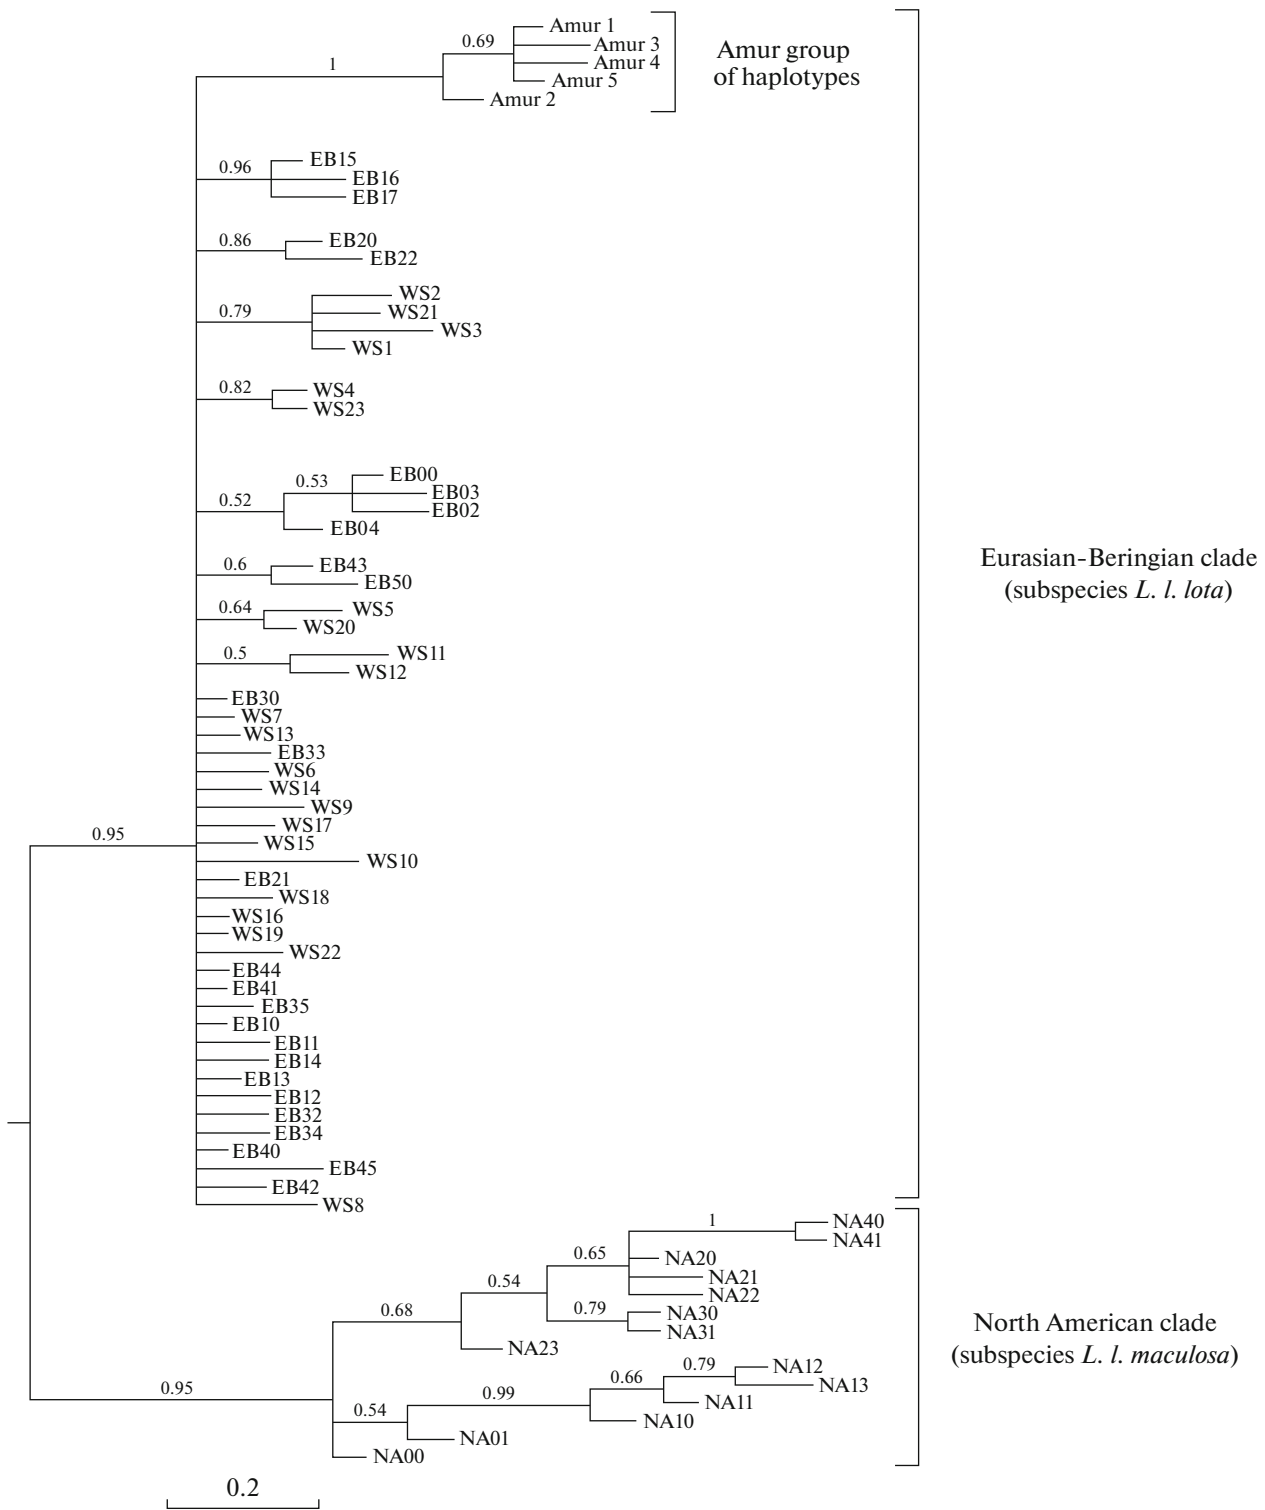 Amur 1
0.69
Amur 3
Amur 4
Amur 5
Amur 2
1
Amur group
of haplotypes
EB15
0.96
EB16
EB17
0.86
EB20
EB22
WS2
0.79
WS21
WS3
WS1
0.82
WS4
WS23
EB00
0.53
EB03
0.52
EB02
EB04
0.6
EB43
EB50
0.64
WS5
WS20
0.5
WS11
WS12
Eurasian-Beringian clade
(subspecies L. l. lota)
EB30
WS7
WS13
EB33
WS6
WS14
WS9
WS17
0.95
WS15
WS10
EB21
WS18
WS16
WS19
WS22
EB44
EB41
EB35
EB10
EB11
EB14
EB13
EB12
EB32
EB34
EB40
EB45
EB42
WS8
1
NA40
NA41
0.65
NA20
NA21
0.54
NA22
0.68
0.79
NA30
NA31
NA23
North American clade
(subspecies L. l. maculosa)
0.95
0.79
NA12
0.66
NA13
0.99
NA11
0.54
NA10
NA01
NA00
0.2